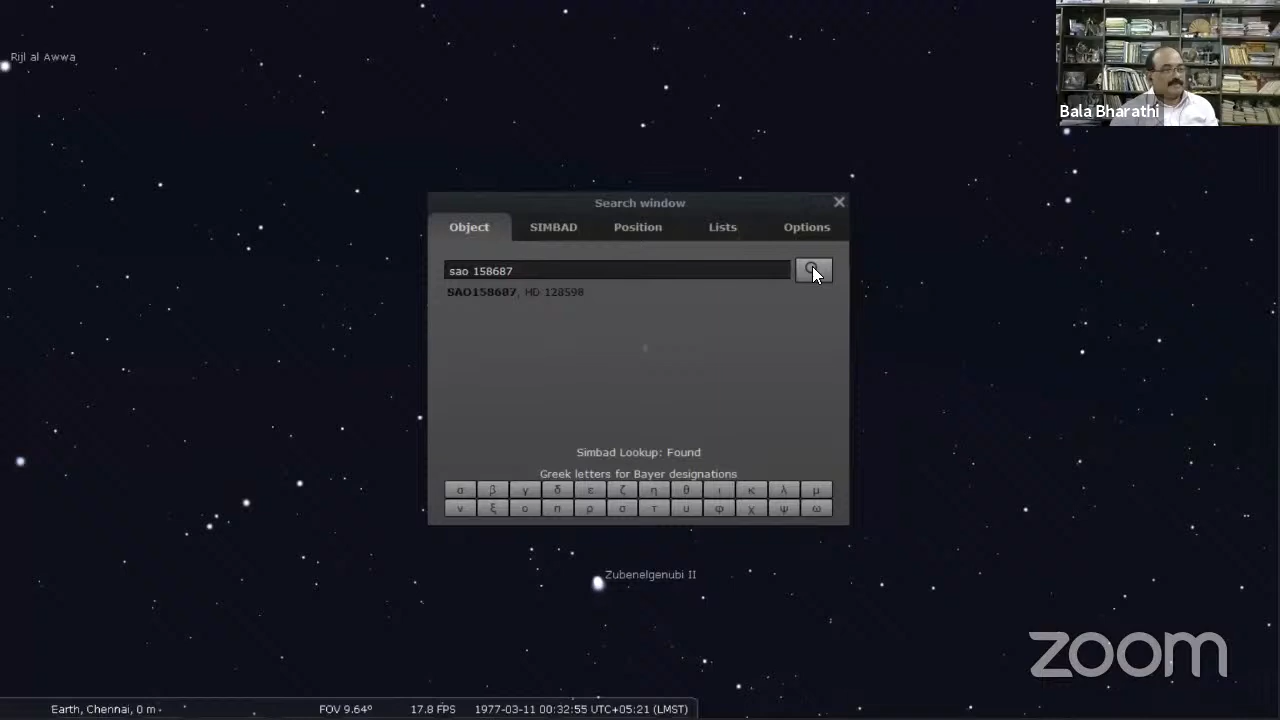 Rijl al Awwa
Bala Bharathi
Search window
Object
SIMBAD
Position
Lists
Options
sao 158687
SAO158687, HD 128598
Simbad Lookup: Found
Greek letters for Bayer designations
α β γ δ ε ζ η θ ι κ λ μ
ν ξ ο π ρ σ τ υ φ χ ψ ω
Zubenelgenubi II
zoom
Earth, Chennai, 0 m
FOV 9.64°
17.8 FPS
1977-03-11 00:32:55 UTC+05:21 (LMST)